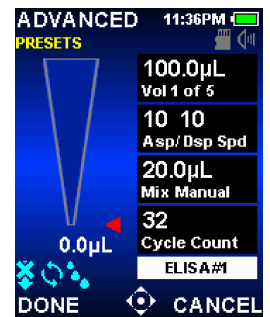 ADVANCED 11:36PM
PRESETS
100.0µL
Vol 1 of 5
10 10
Asp/Dsp Spd
20.0µL
Mix Manual
32
0.0µL Cycle Count
ELISA#1
DONE CANCEL